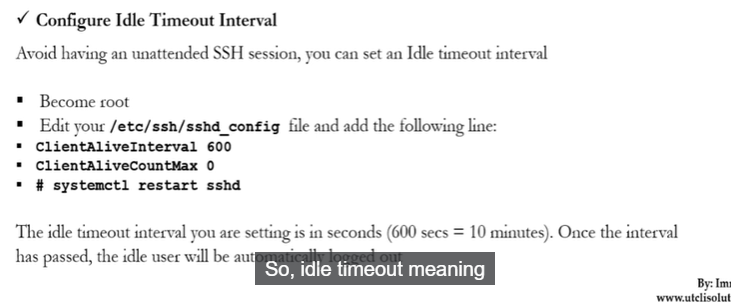 ✓ Configure Idle Timeout Interval
Avoid having an unattended SSH session, you can set an Idle timeout interval
▪ Become root
▪ Edit your /etc/ssh/sshd_config file and add the following line:
▪ ClientAliveInterval 600
▪ ClientAliveCountMax 0
▪ # systemctl restart sshd
The idle timeout interval you are setting is in seconds (600 secs = 10 minutes). Once the interval
has passed, the idle user will be automatically logged out
So, idle timeout meaning
By: Im
www.utclisolut